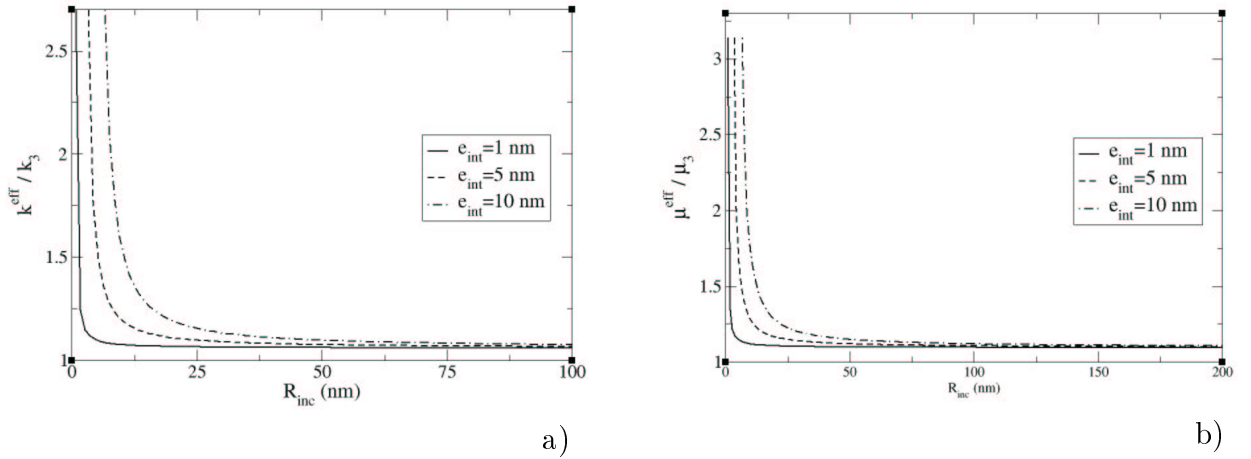 2.5
2
1.5
1
k^eff / k_3
e_int=1 nm
e_int=5 nm
e_int=10 nm
0 25 50 75 100
R_inc (nm)
a)
3
2.5
2
1.5
1
μ^eff / μ_3
e_int=1 nm
e_int=5 nm
e_int=10 nm
0 50 100 150 200
R_inc (nm)
b)